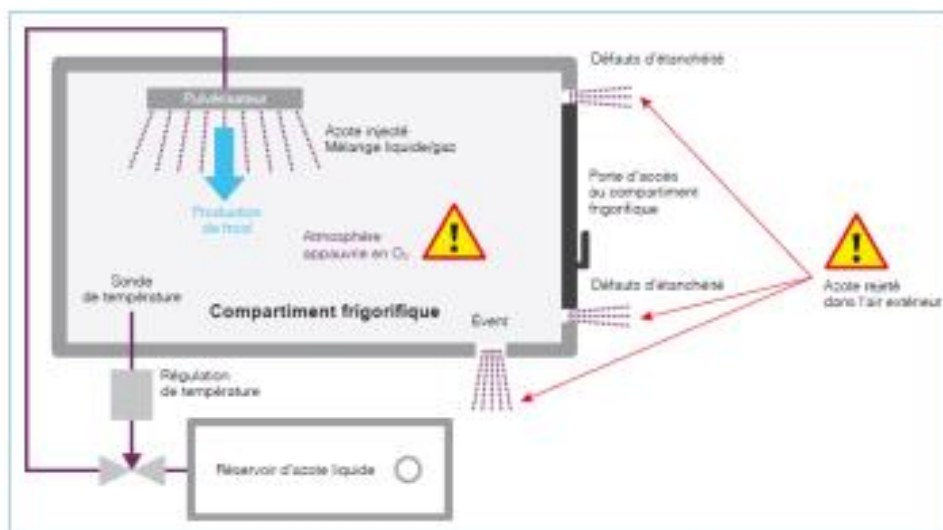 Défauts d'étanchéité
Pulvérisateur
Azote injecté
Mélange liquide/gaz
Production
de froid
Porte d'accès
au compartiment
frigorifique
Atmosphère
appauvrie en O₂
Azote rejeté
dans l'air extérieur
Sonde
de température
Défauts d'étanchéité
Compartiment frigorifique
Évent
Régulation
de température
Réservoir d'azote liquide